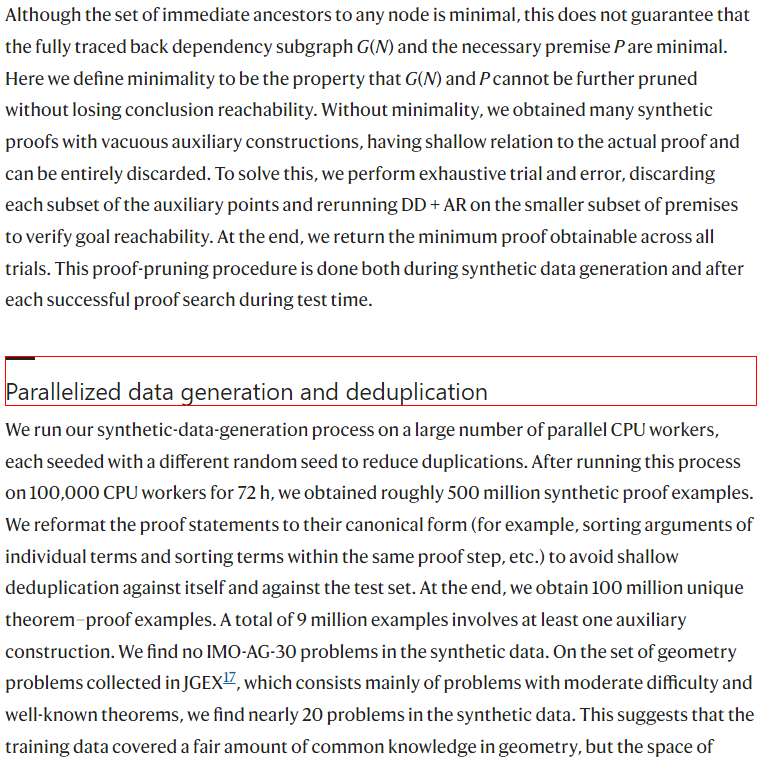 Although the set of immediate ancestors to any node is minimal, this does not guarantee that
the fully traced back dependency subgraph G(N) and the necessary premise P are minimal.
Here we define minimality to be the property that G(N) and P cannot be further pruned
without losing conclusion reachability. Without minimality, we obtained many synthetic
proofs with vacuous auxiliary constructions, having shallow relation to the actual proof and
can be entirely discarded. To solve this, we perform exhaustive trial and error, discarding
each subset of the auxiliary points and rerunning DD + AR on the smaller subset of premises
to verify goal reachability. At the end, we return the minimum proof obtainable across all
trials. This proof-pruning procedure is done both during synthetic data generation and after
each successful proof search during test time.
Parallelized data generation and deduplication
We run our synthetic-data-generation process on a large number of parallel CPU workers,
each seeded with a different random seed to reduce duplications. After running this process
on 100,000 CPU workers for 72 h, we obtained roughly 500 million synthetic proof examples.
We reformat the proof statements to their canonical form (for example, sorting arguments of
individual terms and sorting terms within the same proof step, etc.) to avoid shallow
deduplication against itself and against the test set. At the end, we obtain 100 million unique
theorem–proof examples. A total of 9 million examples involves at least one auxiliary
construction. We find no IMO-AG-30 problems in the synthetic data. On the set of geometry
problems collected in JGEX17, which consists mainly of problems with moderate difficulty and
well-known theorems, we find nearly 20 problems in the synthetic data. This suggests that the
training data covered a fair amount of common knowledge in geometry, but the space of